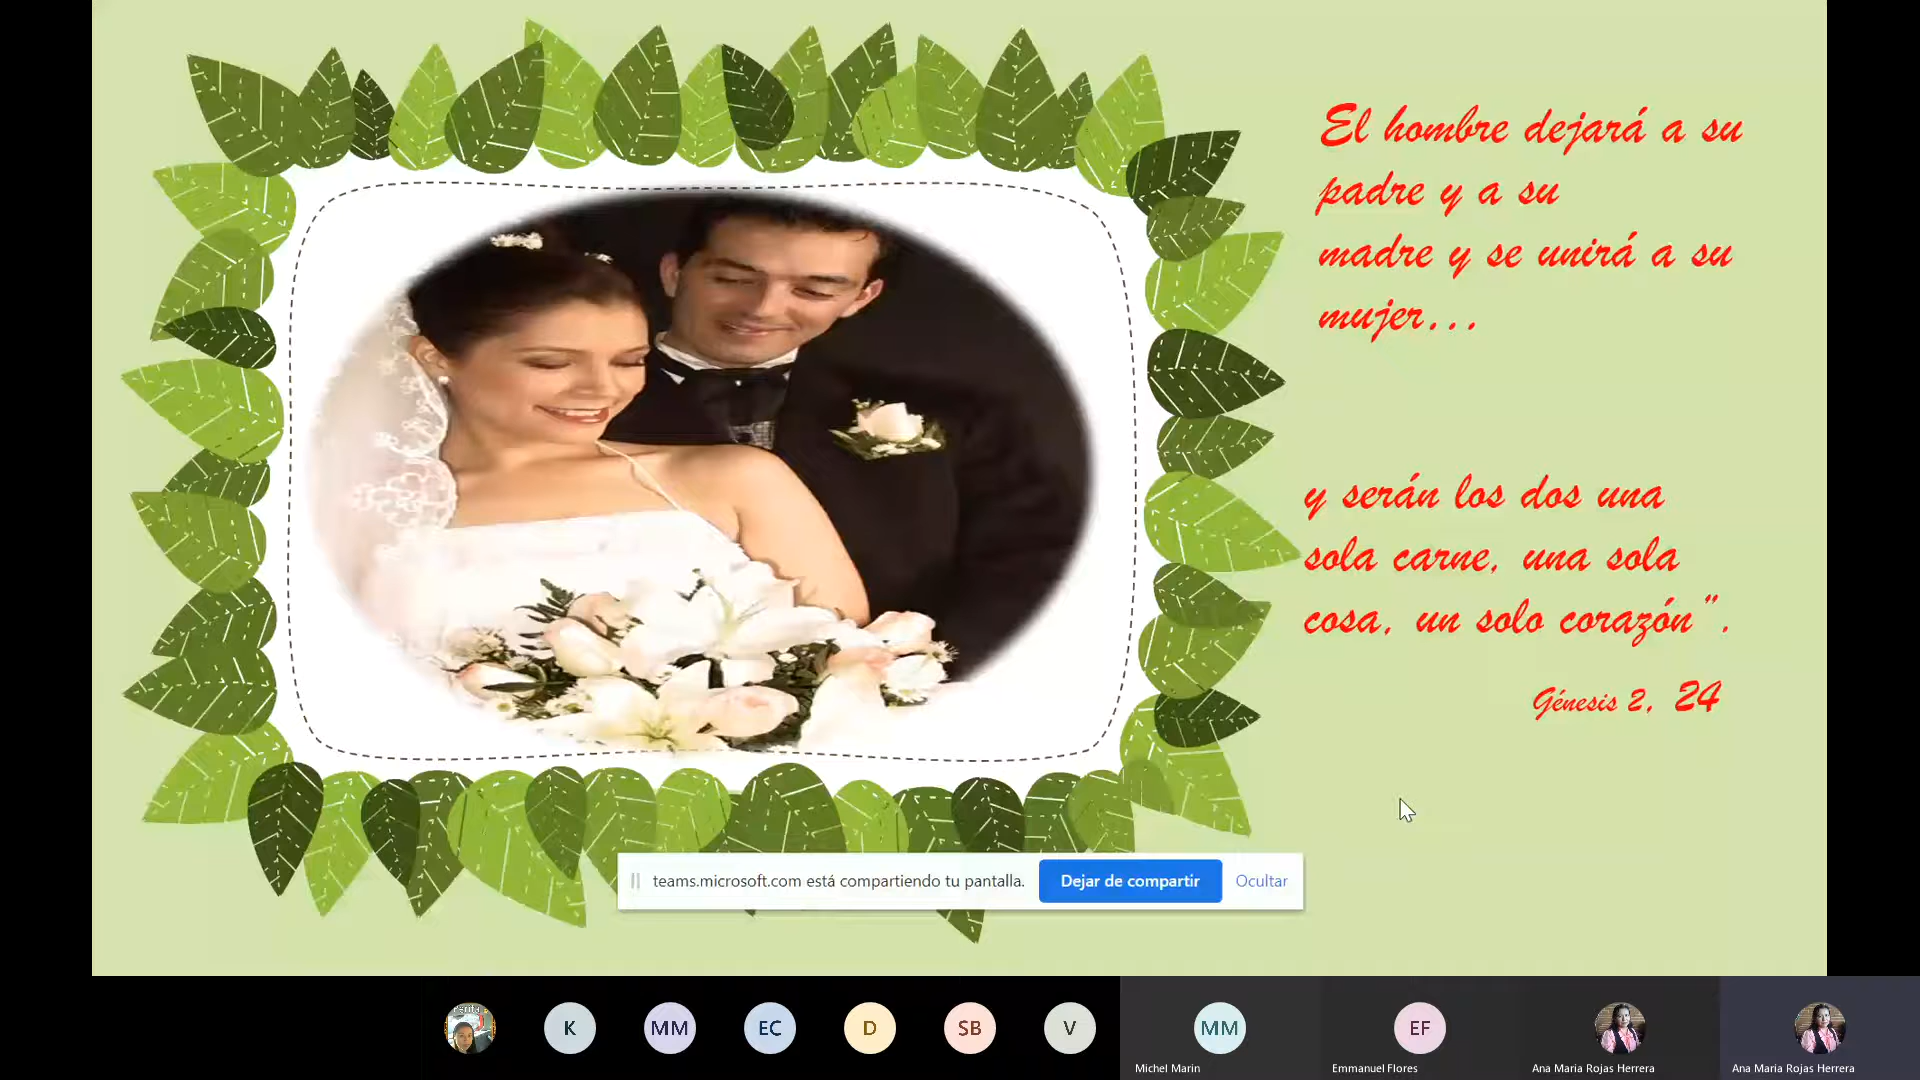 El hombre dejará a su
padre y a su
madre y se unirá a su
mujer...
y serán los dos una
sola carne, una sola
cosa, un solo corazón”.
Génesis 2, 24
teams.microsoft.com está compartiendo tu pantalla.
Dejar de compartir
Ocultar
K
MM
EC
D
SB
V
MM
EF
Michel Marin
Emmanuel Flores
Ana Maria Rojas Herrera
Ana Maria Rojas Herrera